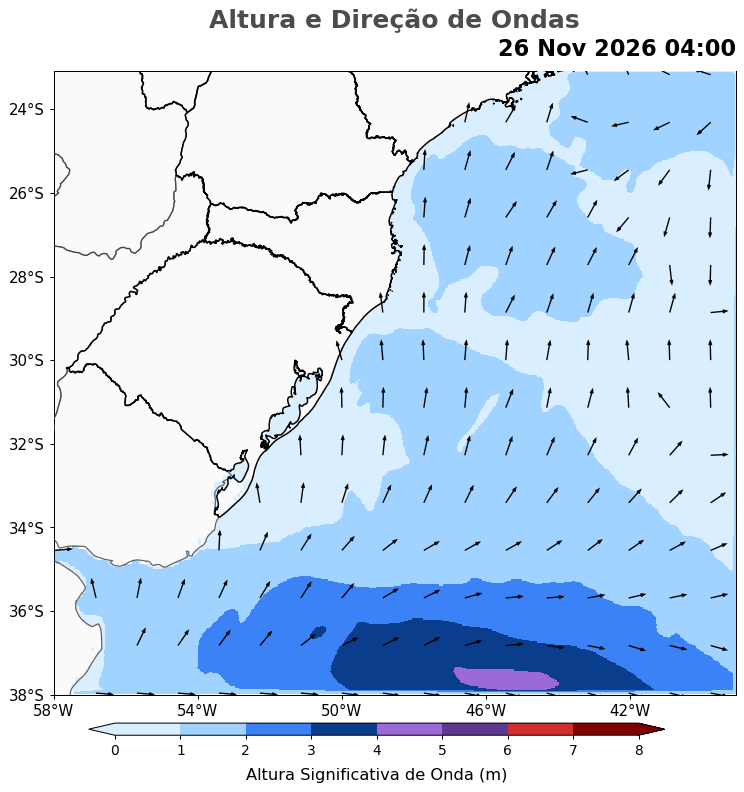 Altura e Direção de Ondas
26 Nov 2026 04:00
24°S
26°S
28°S
30°S
32°S
34°S
36°S
38°S
58°W 54°W 50°W 46°W 42°W
0 1 2 3 4 5 6 7 8
Altura Significativa de Onda (m)